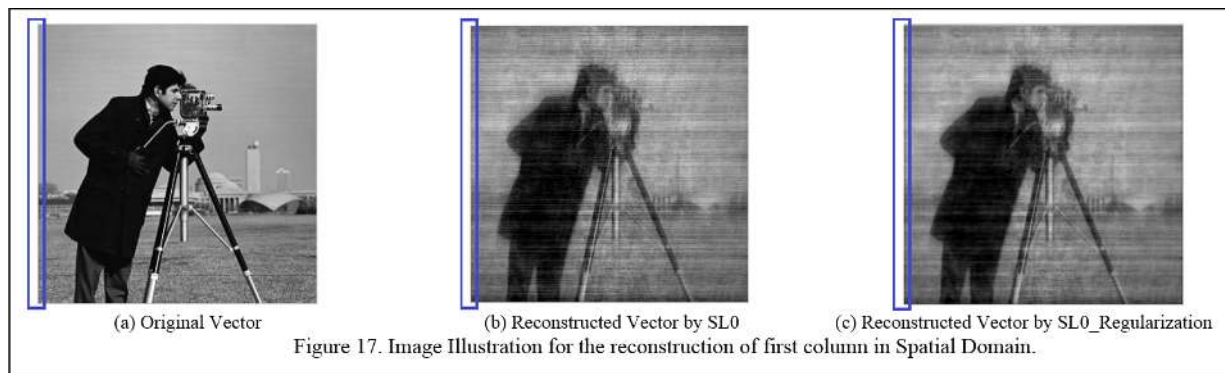 (a) Original Vector
(b) Reconstructed Vector by SL0
(c) Reconstructed Vector by SL0_Regularization
Figure 17. Image Illustration for the reconstruction of first column in Spatial Domain.